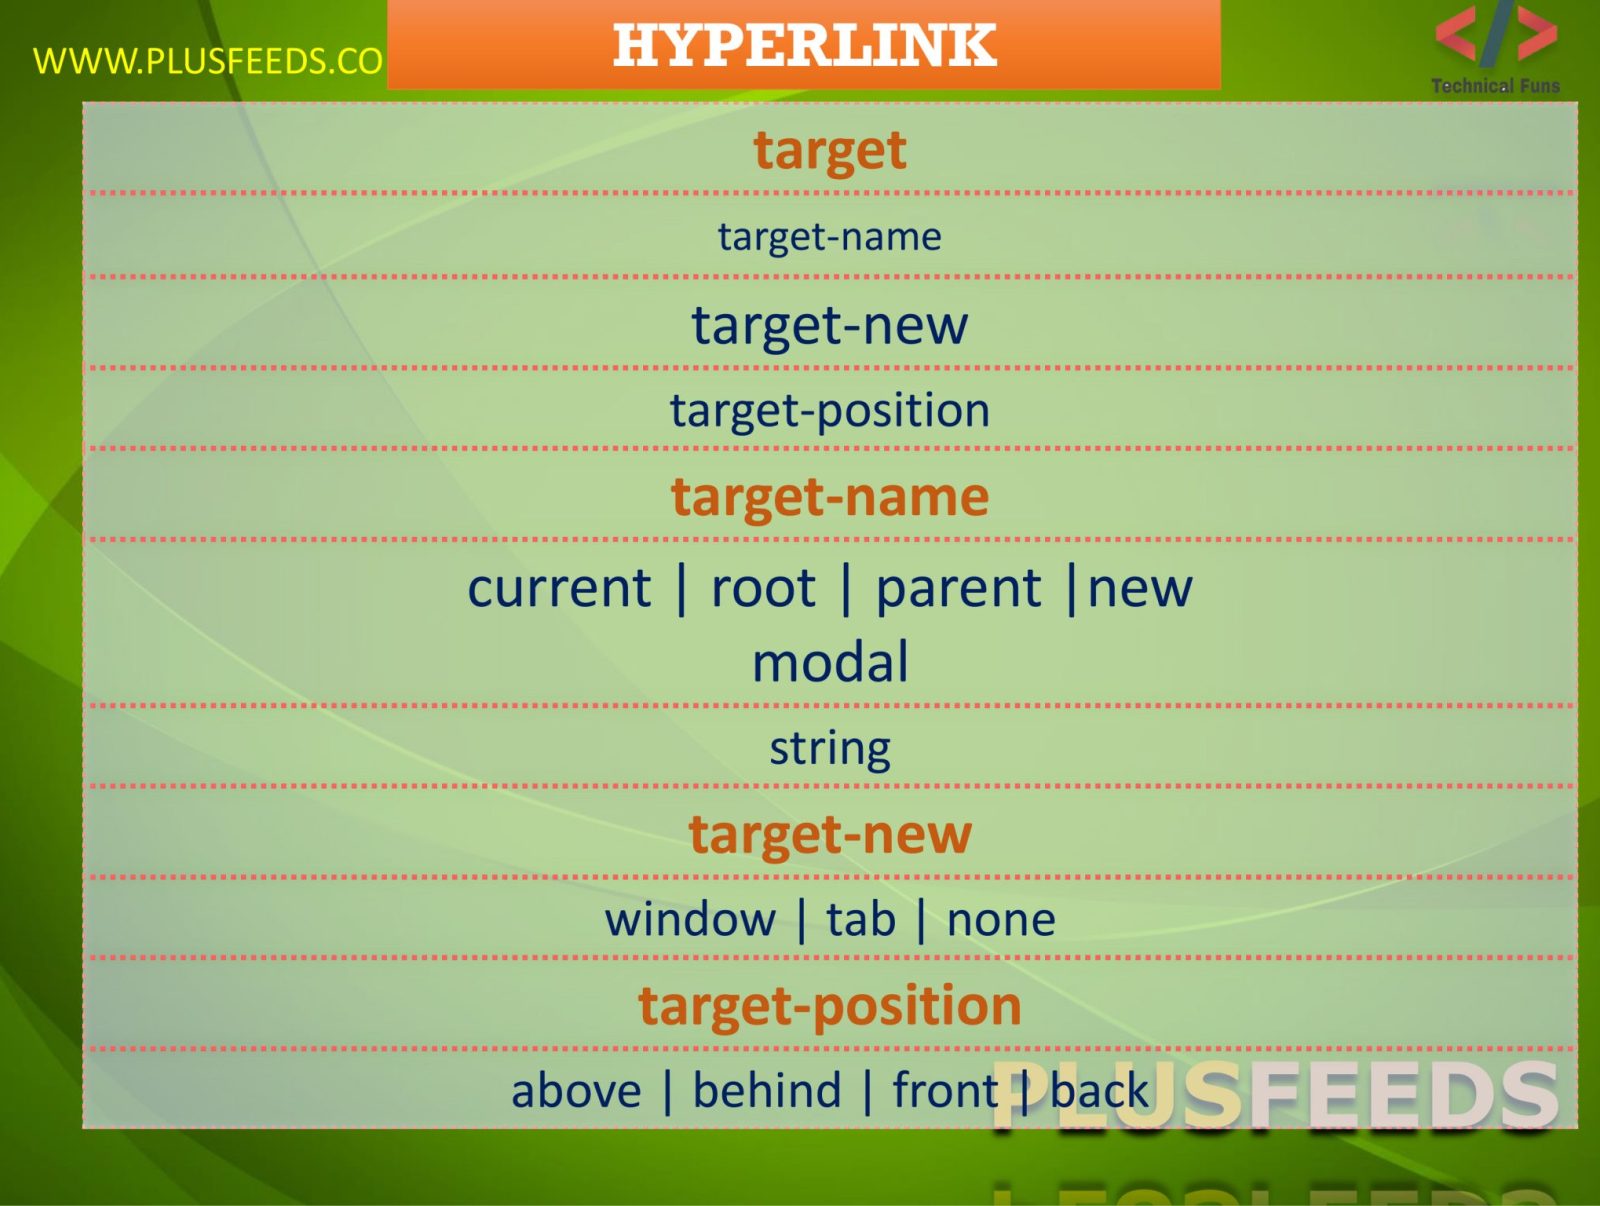 WWW.PLUSFEEDS.CO
HYPERLINK
</>
Technical Funs
target
target-name
target-new
target-position
target-name
current | root | parent |new
modal
string
target-new
window | tab | none
target-position
above | behind | front | back
PLUSFEEDS